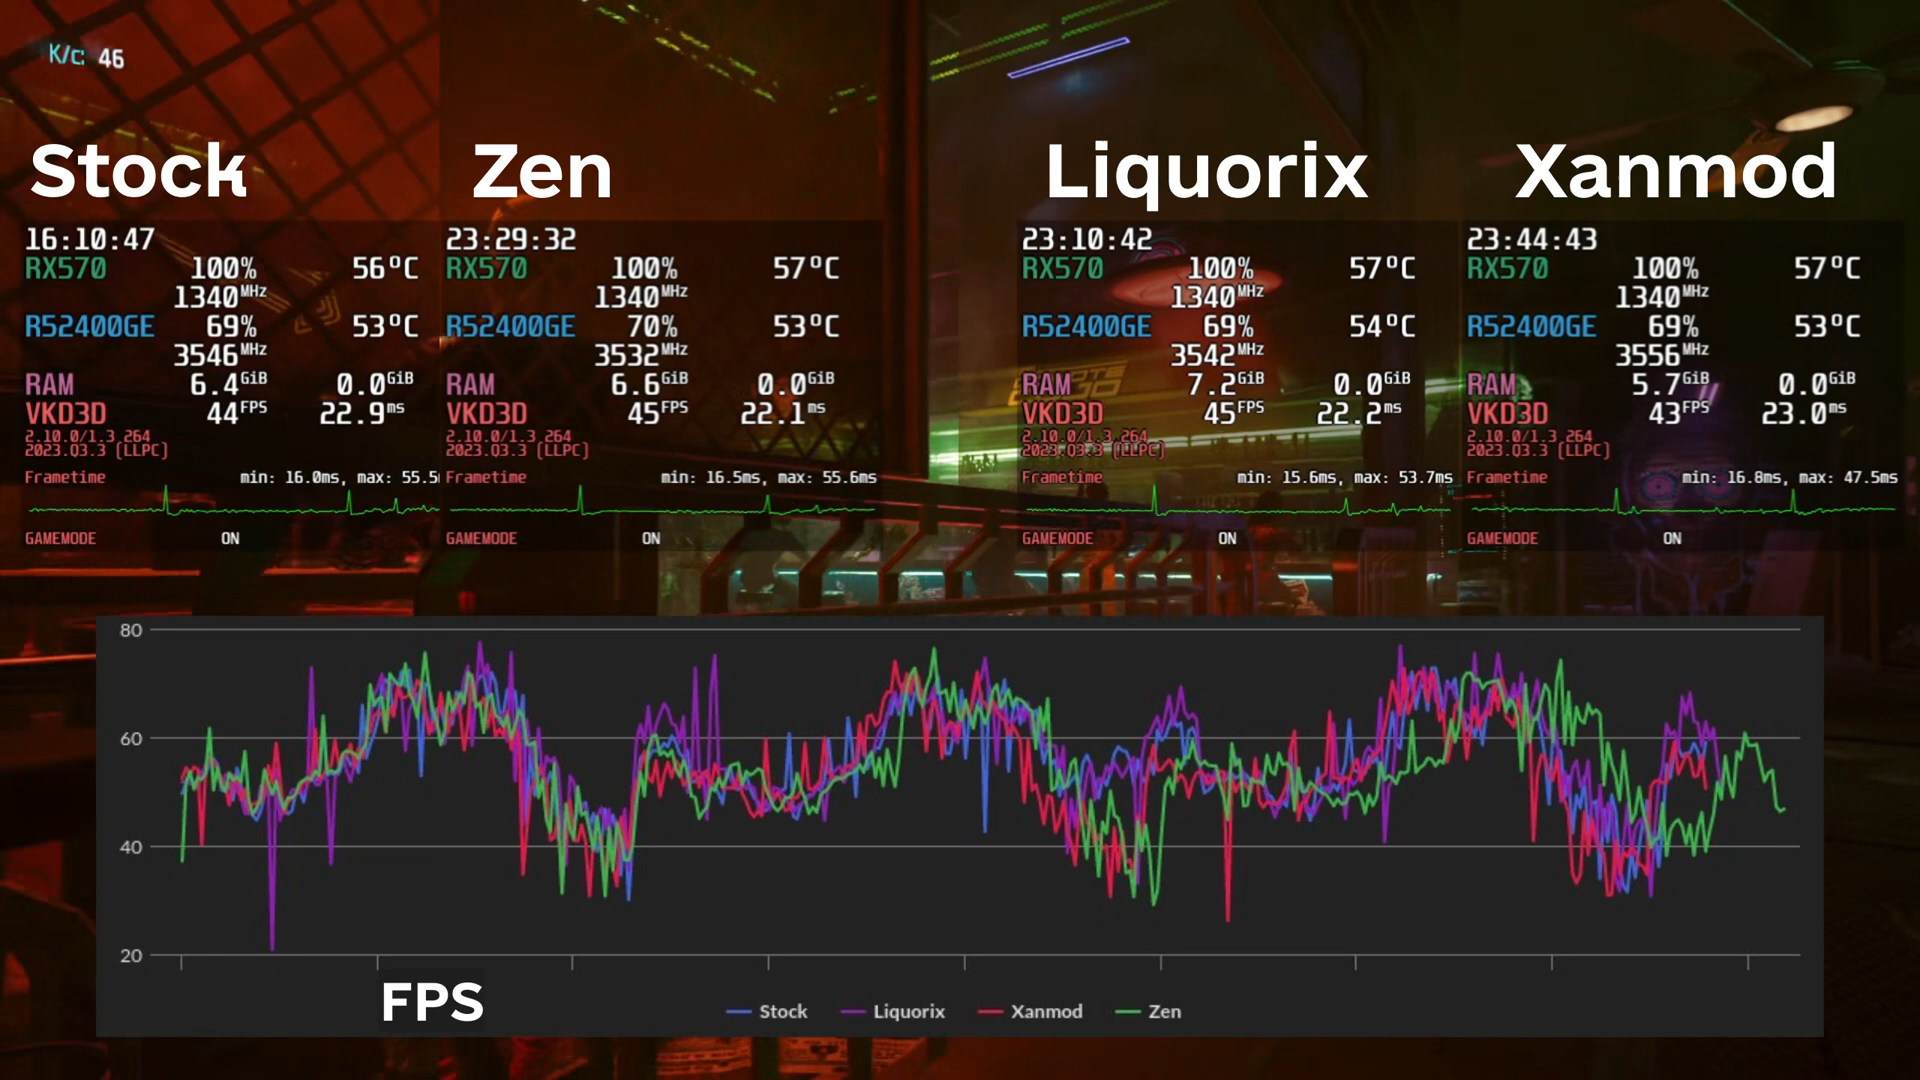 K/c: 46
Stock
Zen
Liquorix
Xanmod
16:10:47
RX570 100% 56°C
1340MHz
R52400GE 69% 53°C
3546MHz
RAM 6.4GiB 0.0GiB
VKD3D 44FPS 22.9ms
2.10.0/1.3.264
2023.Q3.3 [LLPC]
Frametime min: 16.0ms, max: 55.5
GAMEMODE ON
23:29:32
RX570 100% 57°C
1340MHz
R52400GE 70% 53°C
3532MHz
RAM 6.6GiB 0.0GiB
VKD3D 45FPS 22.1ms
2.10.0/1.3.264
2023.Q3.3 [LLPC]
Frametime min: 16.5ms, max: 55.6ms
GAMEMODE ON
23:10:42
RX570 100% 57°C
1340MHz
R52400GE 69% 54°C
3542MHz
RAM 7.2GiB 0.0GiB
VKD3D 45FPS 22.2ms
2.10.0/1.3.264
2023.Q3.3 [LLPC]
Frametime min: 15.6ms, max: 53.7ms
GAMEMODE ON
23:44:43
RX570 100% 57°C
1340MHz
R52400GE 69% 53°C
3556MHz
RAM 5.7GiB 0.0GiB
VKD3D 43FPS 23.0ms
2.10.0/1.3.264
2023.Q3.3 [LLPC]
Frametime min: 16.8ms, max: 47.5ms
GAMEMODE ON
80
60
40
20
FPS
Stock Liquorix Xanmod Zen